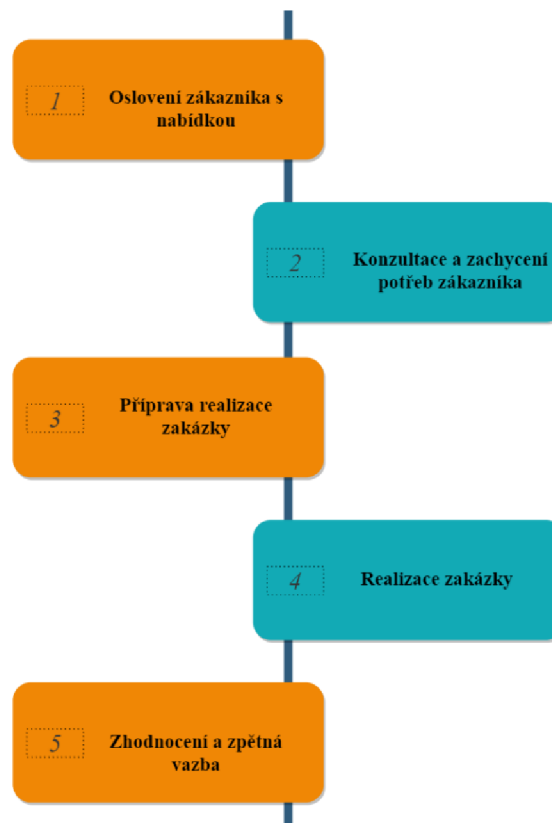 1
Oslovení zákazníka s
nabídkou
2
Konzultace a zachycení
potřeb zákazníka
3
Příprava realizace
zakázky
4
Realizace zakázky
5
Zhodnocení a zpětná
vazba